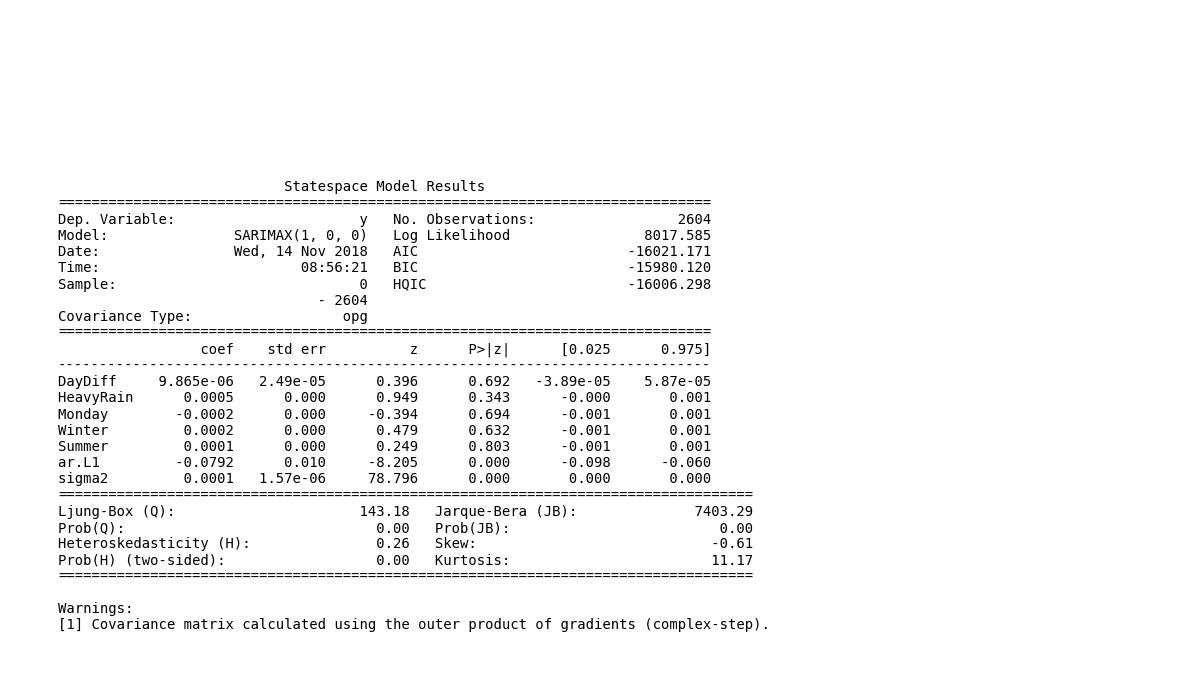 Statespace Model Results
==============================================================================
Dep. Variable:                      y   No. Observations:                 2604
Model:               SARIMAX(1, 0, 0)   Log Likelihood                8017.585
Date:                Wed, 14 Nov 2018   AIC                         -16021.171
Time:                        08:56:21   BIC                         -15980.120
Sample:                             0   HQIC                        -16006.298
                               - 2604
Covariance Type:                  opg
==============================================================================
                 coef    std err          z      P>|z|      [0.025      0.975]
------------------------------------------------------------------------------
DayDiff     9.865e-06   2.49e-05      0.396      0.692   -3.89e-05    5.87e-05
HeavyRain      0.0005      0.000      0.949      0.343      -0.000       0.001
Monday        -0.0002      0.000     -0.394      0.694      -0.001       0.001
Winter         0.0002      0.000      0.479      0.632      -0.001       0.001
Summer         0.0001      0.000      0.249      0.803      -0.001       0.001
ar.L1         -0.0792      0.010     -8.205      0.000      -0.098      -0.060
sigma2         0.0001   1.57e-06     78.796      0.000       0.000       0.000
===================================================================================
Ljung-Box (Q):                      143.18   Jarque-Bera (JB):              7403.29
Prob(Q):                              0.00   Prob(JB):                         0.00
Heteroskedasticity (H):               0.26   Skew:                            -0.61
Prob(H) (two-sided):                  0.00   Kurtosis:                        11.17
===================================================================================
Warnings:
[1] Covariance matrix calculated using the outer product of gradients (complex-step).